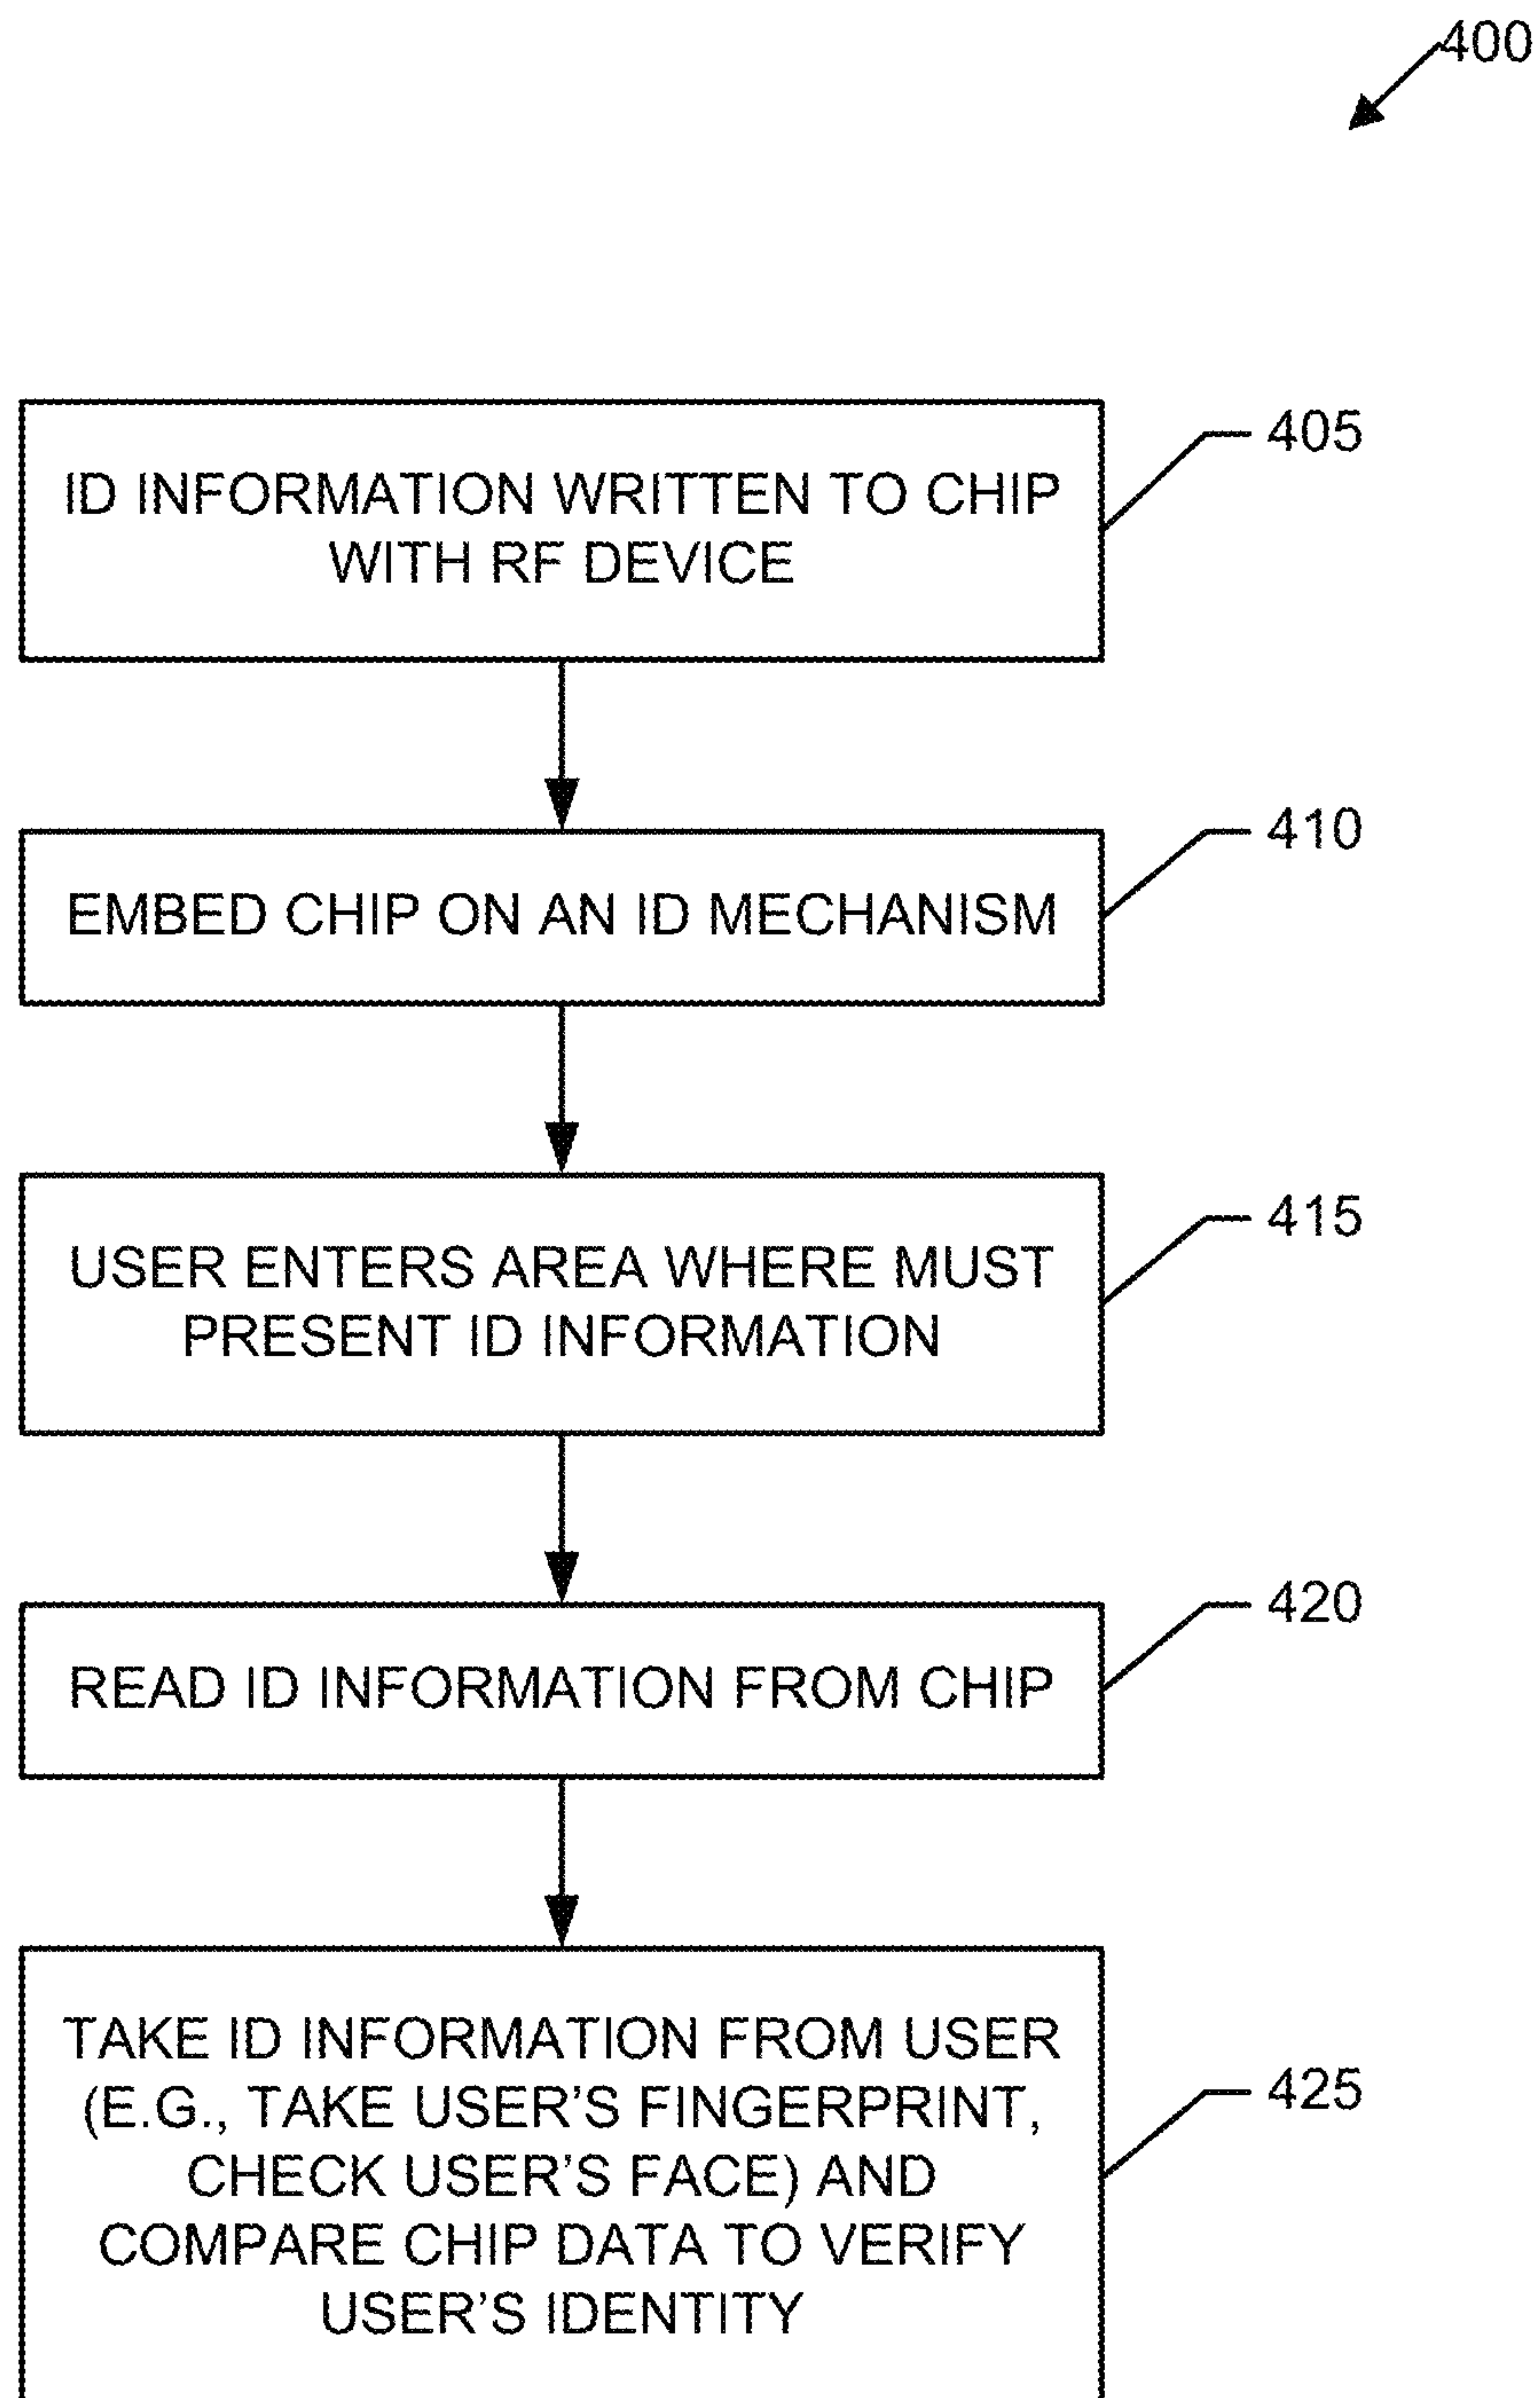 400
ID INFORMATION WRITTEN TO CHIP
WITH RF DEVICE
405
EMBED CHIP ON AN ID MECHANISM
410
USER ENTERS AREA WHERE MUST
PRESENT ID INFORMATION
415
READ ID INFORMATION FROM CHIP
420
TAKE ID INFORMATION FROM USER
(E.G., TAKE USER'S FINGERPRINT,
CHECK USER'S FACE) AND
COMPARE CHIP DATA TO VERIFY
USER'S IDENTITY
425